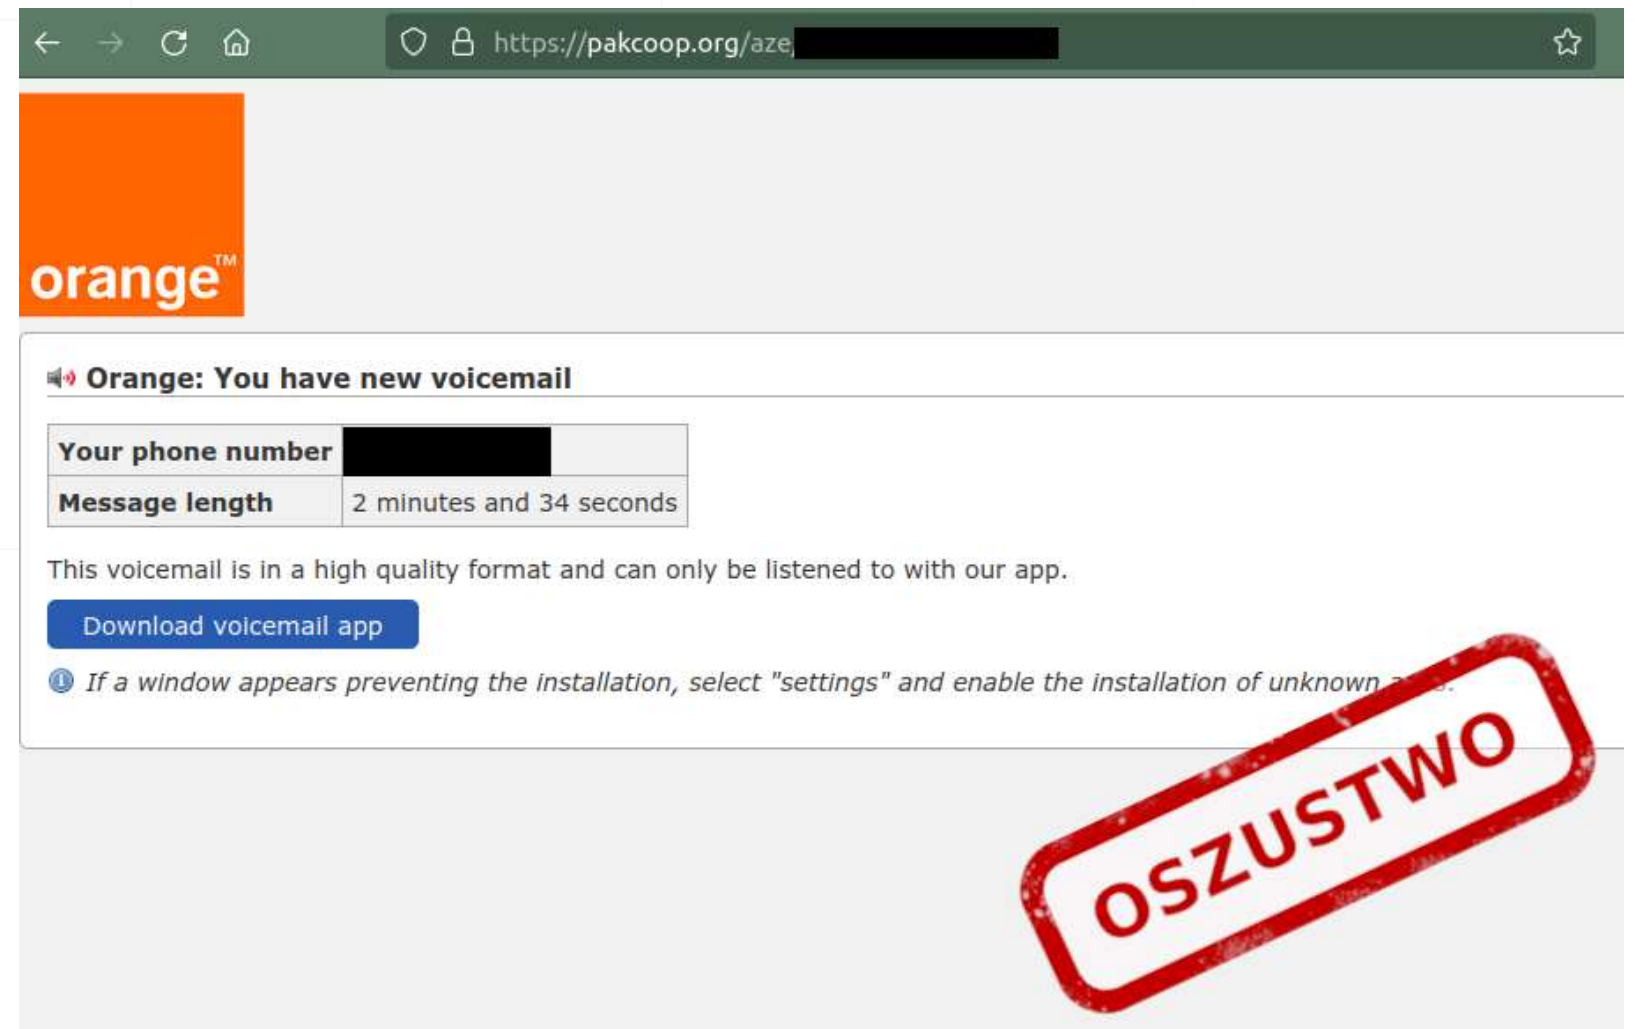 https://pakcoop.org/aze/
orange™
Orange: You have new voicemail
Your phone number
Message length 2 minutes and 34 seconds
This voicemail is in a high quality format and can only be listened to with our app.
Download voicemail app
If a window appears preventing the installation, select "settings" and enable the installation of unknown
OSZUSTWO